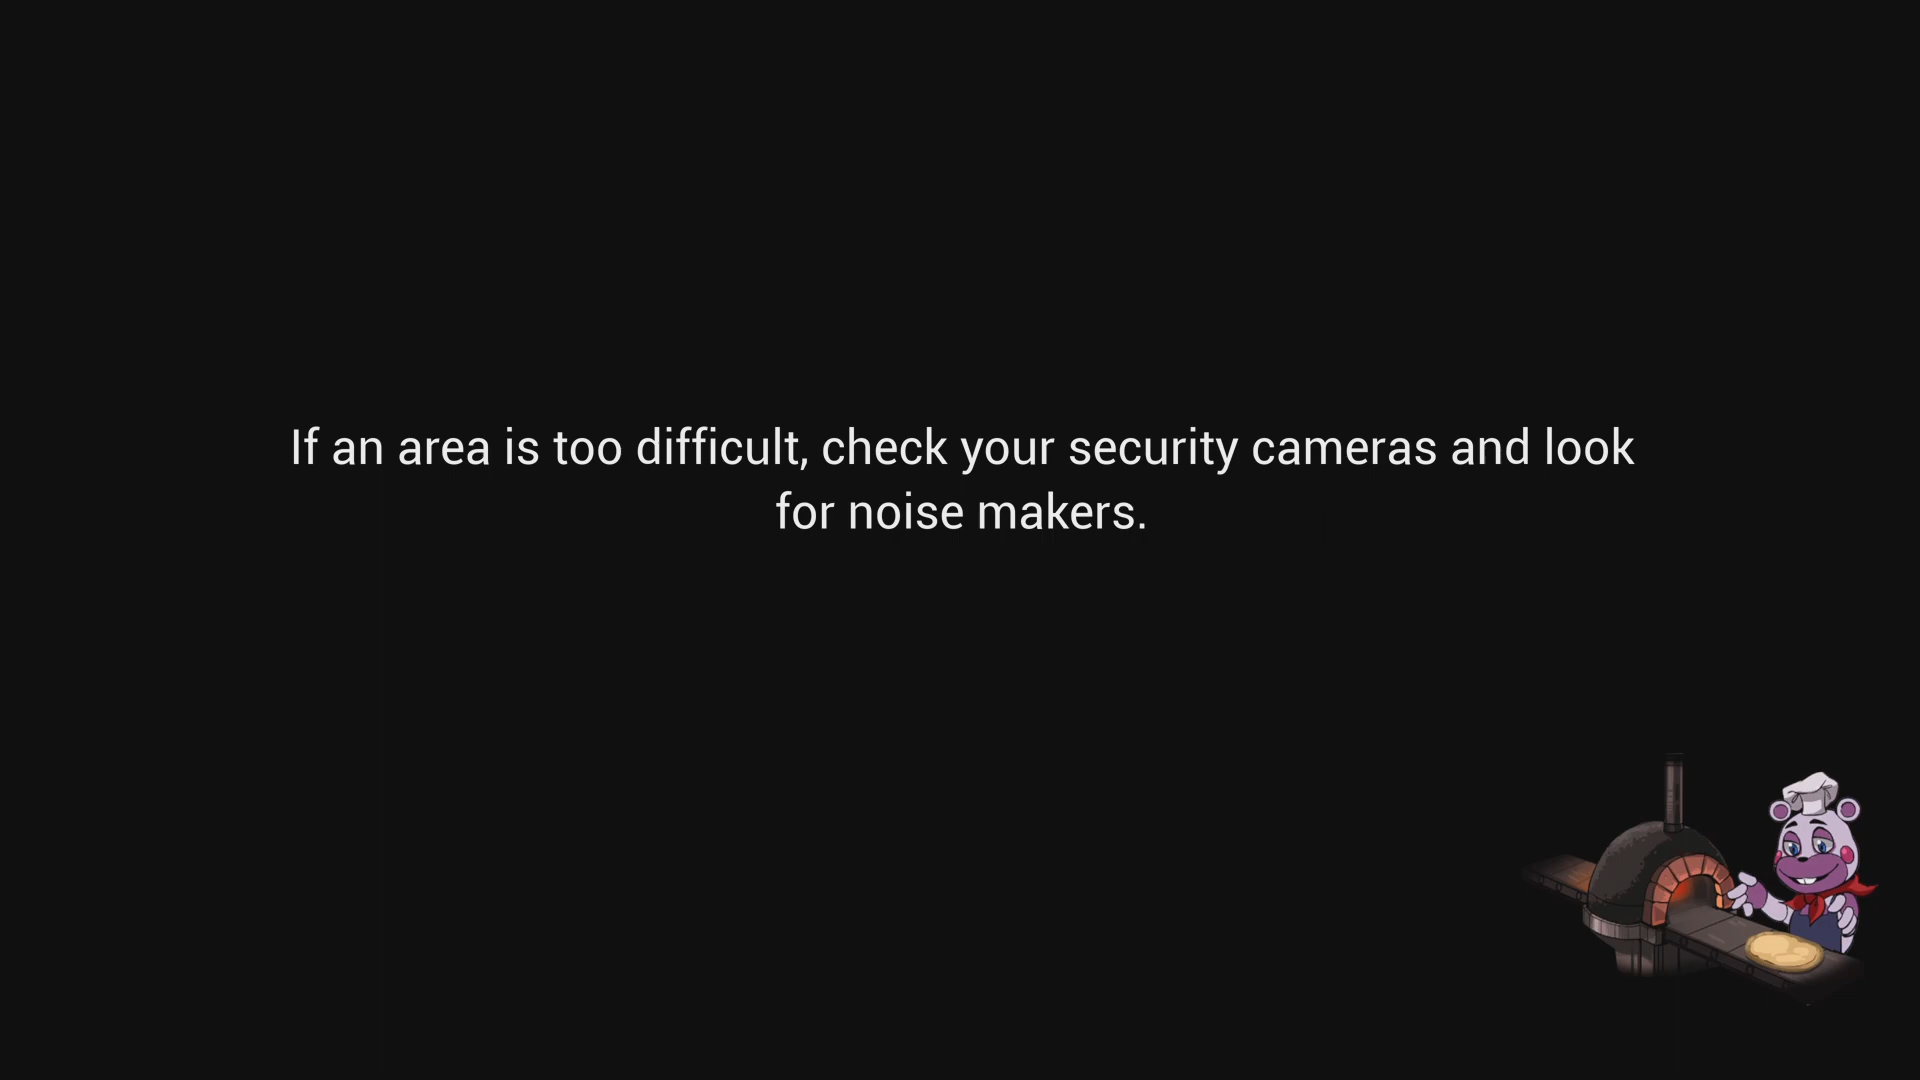 If an area is too difficult, check your security cameras and look
for noise makers.